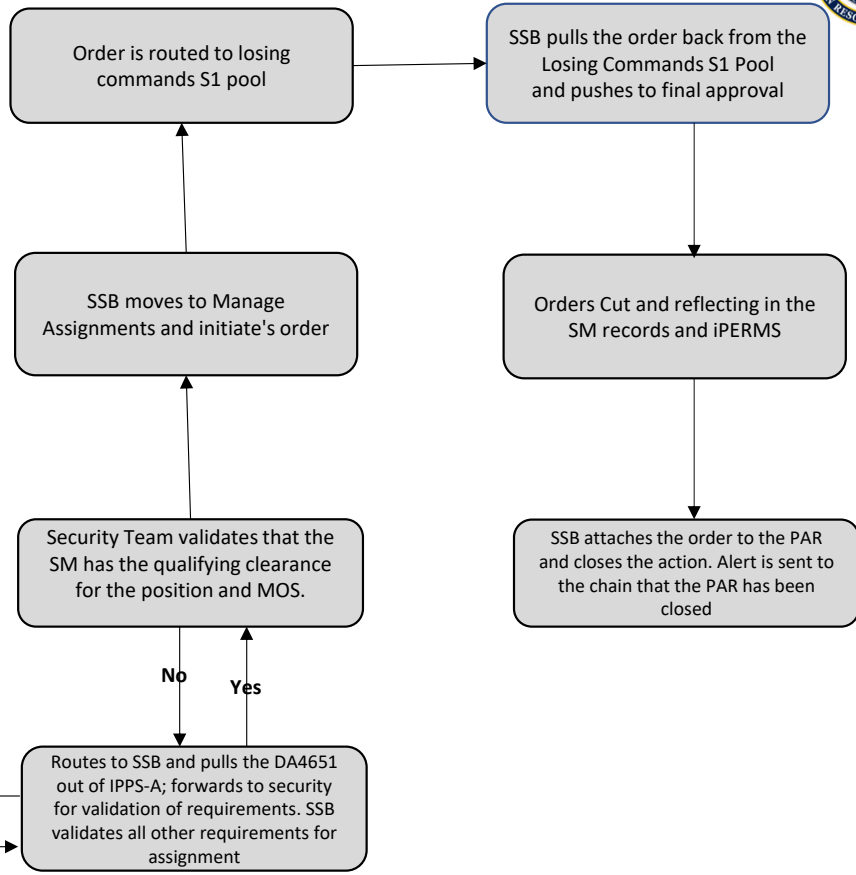 Order is routed to losing
commands S1 pool
SSB pulls the order back from the
Losing Commands S1 Pool
and pushes to final approval
SSB moves to Manage
Assignments and initiate's order
Orders Cut and reflecting in the
SM records and iPERMS
Security Team validates that the
SM has the qualifying clearance
for the position and MOS.
SSB attaches the order to the PAR
and closes the action. Alert is sent to
the chain that the PAR has been
closed
No
Yes
Routes to SSB and pulls the DA4651
out of IPPS-A; forwards to security
for validation of requirements. SSB
validates all other requirements for
assignment